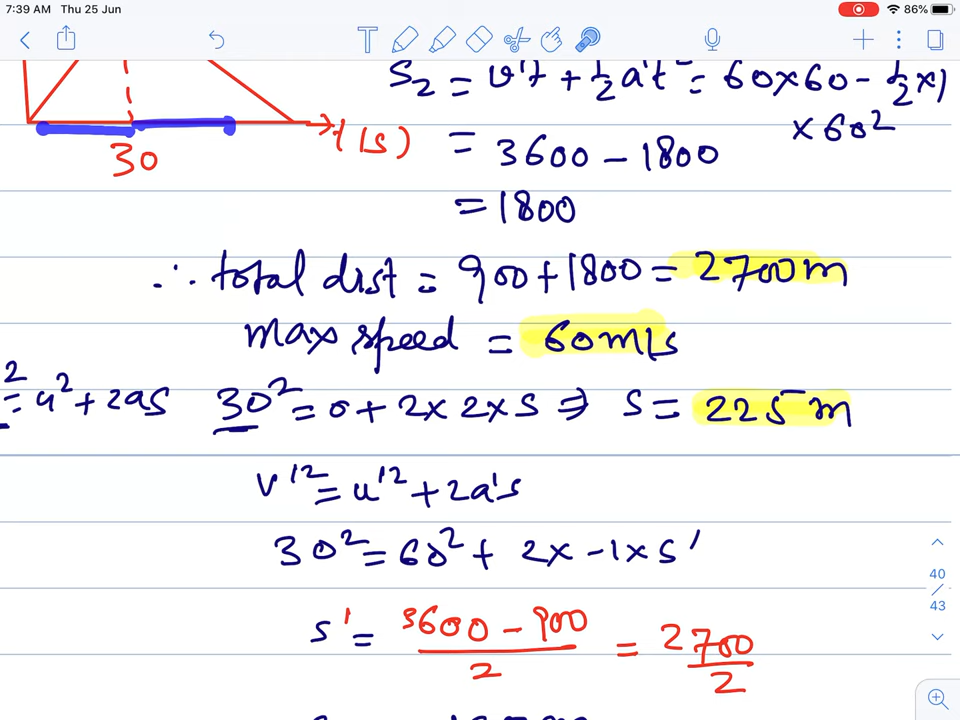 7:39 AM Thu 25 Jun 86%
T
S₂ = u't + ½a't² = 60×60 - ½×1
×60²
t(s)
30
= 3600 - 1800
= 1800
∴ total dist = 900+1800 = 2700m
max speed = 60m/s
²= u²+2as 30² = 0 + 2×2×s ⇒ s = 225m
v'² = u'² + 2a's
30² = 60² + 2×-1×s'
40
/
43
s' = 3600 - 900 / 2 = 2700 / 2